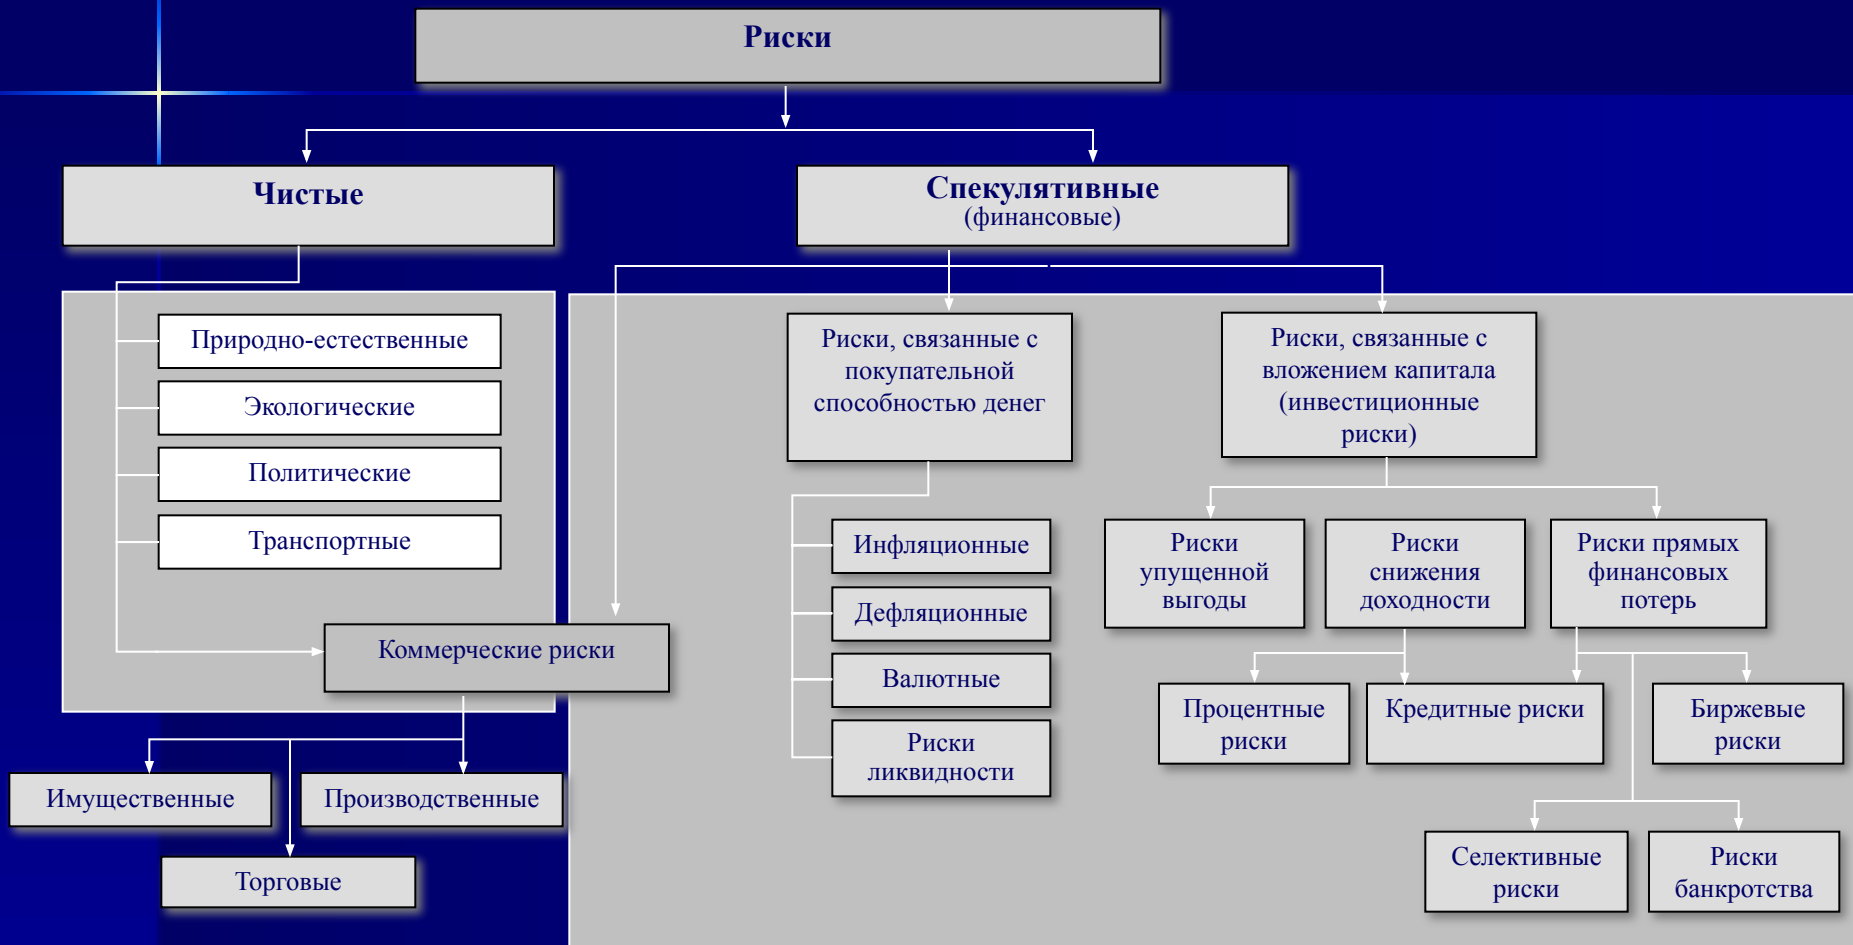 Риски
Чистые
Спекулятивные
(финансовые)
Природно-естественные
Экологические
Политические
Транспортные
Коммерческие риски
Имущественные
Производственные
Торговые
Риски, связанные с
покупательной
способностью денег
Инфляционные
Дефляционные
Валютные
Риски
ликвидности
Риски, связанные с
вложением капитала
(инвестиционные
риски)
Риски
упущенной
выгоды
Риски
снижения
доходности
Риски прямых
финансовых
потерь
Процентные
риски
Кредитные риски
Биржевые
риски
Селективные
риски
Риски
банкротства